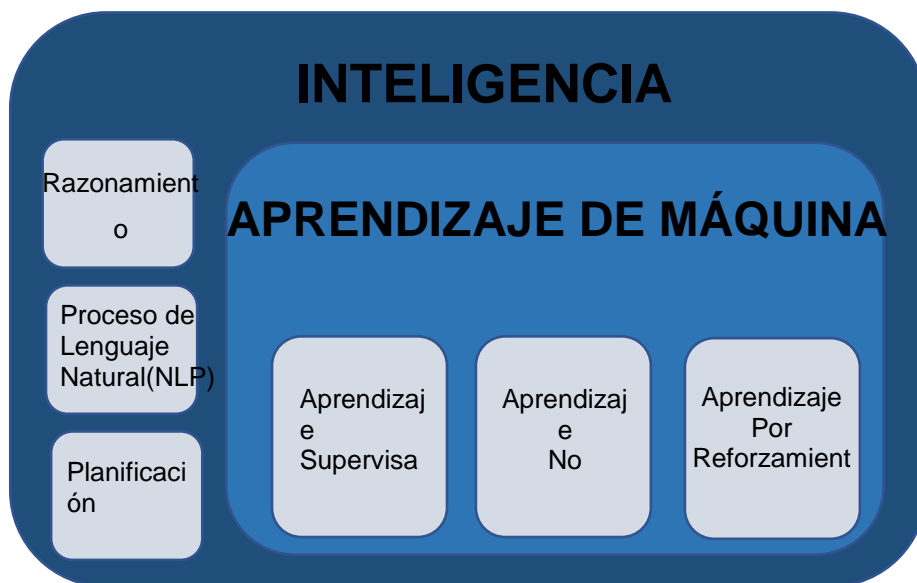 INTELIGENCIA
Razonamient
o
APRENDIZAJE DE MÁQUINA
Proceso de
Lenguaje
Natural(NLP)
Planificaci
ón
Aprendizaj
e
Supervisa
Aprendizaj
e
No
Aprendizaje
Por
Reforzamient